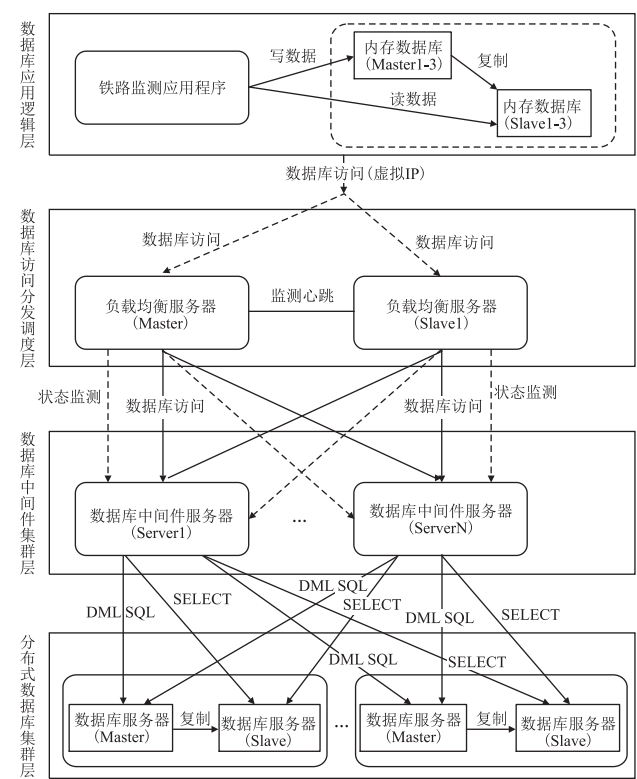 数据库应用逻辑层
铁路监测应用程序
写数据
内存数据库
(Master1-3)
复制
读数据
内存数据库
(Slave1-3)
数据库访问(虚拟IP)
数据库访问分发调度层
数据库访问
数据库访问
负载均衡服务器
(Master)
监测心跳
负载均衡服务器
(Slave1)
状态监测
数据库访问
数据库访问
状态监测
数据库中间件集群层
数据库中间件服务器
(Server1)
...
数据库中间件服务器
(ServerN)
DML SQL
SELECT
DML SQL
SELECT
DML SQL
SELECT
DML SQL
SELECT
分布式数据库集群层
数据库服务器
(Master)
复制
数据库服务器
(Slave)
...
数据库服务器
(Master)
复制
数据库服务器
(Slave)